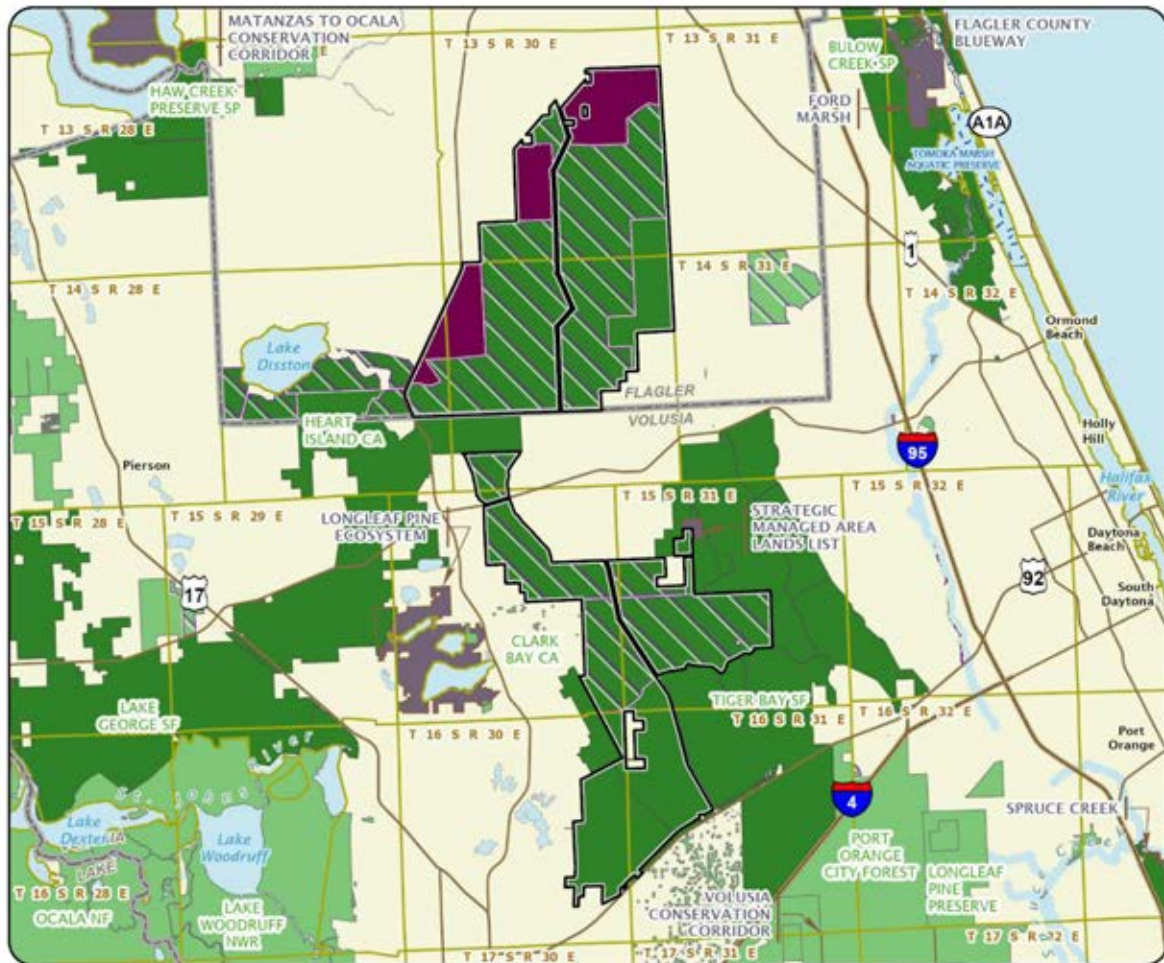 MATANZAS TO OCALA
CONSERVATION
CORRIDOR
T 13 S R 30 E
T 13 S R 31 E
FLAGLER COUNTY
BLUEWAY
BULOW
CREEK SP
HAW CREEK
PRESERVE SP
FORD
MARSH
A1A
T 13 S R 28 E
TOMOKA MARSH
AQUATIC PRESERVE
1
T 14 S R 28 E
T 14 S R 31 E
T 14 S R 32 E
Ormond
Beach
Lake
Disston
FLAGLER
VOLUSIA
HEART
ISLAND CA
Holly
Hill
95
Pierson
Halifax
River
T 15 S R 28 E
T 15 S R 29 E
T 15 S R 31 E
T 15 S R 32 E
LONGLEAF PINE
ECOSYSTEM
STRATEGIC
MANAGED AREA
LANDS LIST
Daytona
Beach
92
South
Daytona
17
CLARK
BAY CA
LAKE
GEORGE SF
TIGER BAY SF
T 16 S R 30 E
T 16 S R 31 E
T 16 S R 32 E
Port
Orange
St. Johns River
4
SPRUCE CREEK
Lake
Dexter
LAKE
Lake
Woodruff
PORT
ORANGE
CITY FOREST
LONGLEAF
PINE
PRESERVE
T 16 S R 28 E
OCALA NF
LAKE
WOODRUFF
NWR
VOLUSIA
CONSERVATION
CORRIDOR
T 17 S R 30 E
T 17 S R 31 E
T 17 S R 32 E